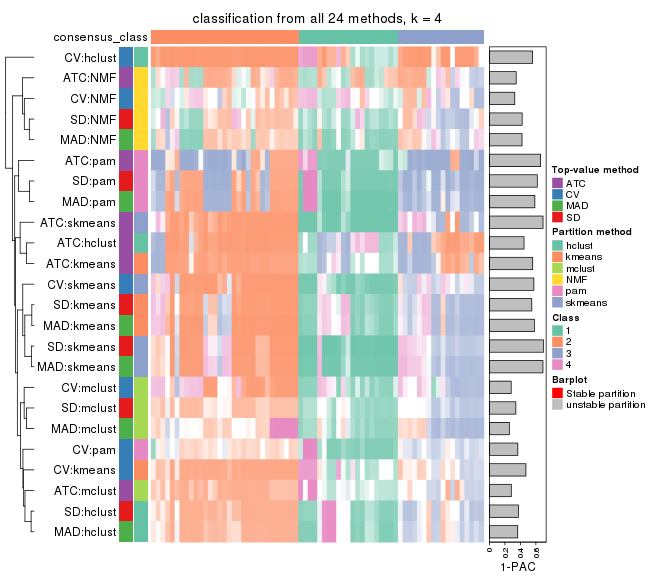 classification from all 24 methods, k = 4
consensus_class
CV:hclust
ATC:NMF
CV:NMF
SD:NMF
MAD:NMF
ATC:pam
SD:pam
MAD:pam
ATC:skmeans
ATC:hclust
ATC:kmeans
CV:skmeans
SD:kmeans
MAD:kmeans
SD:skmeans
MAD:skmeans
CV:mclust
SD:mclust
MAD:mclust
CV:pam
CV:kmeans
ATC:mclust
SD:hclust
MAD:hclust
0
0.2
0.4
0.6
1-PAC
Top-value method
ATC
CV
MAD
SD
Partition method
hclust
kmeans
mclust
NMF
pam
skmeans
Class
1
2
3
4
Barplot
Stable partition
unstable partition